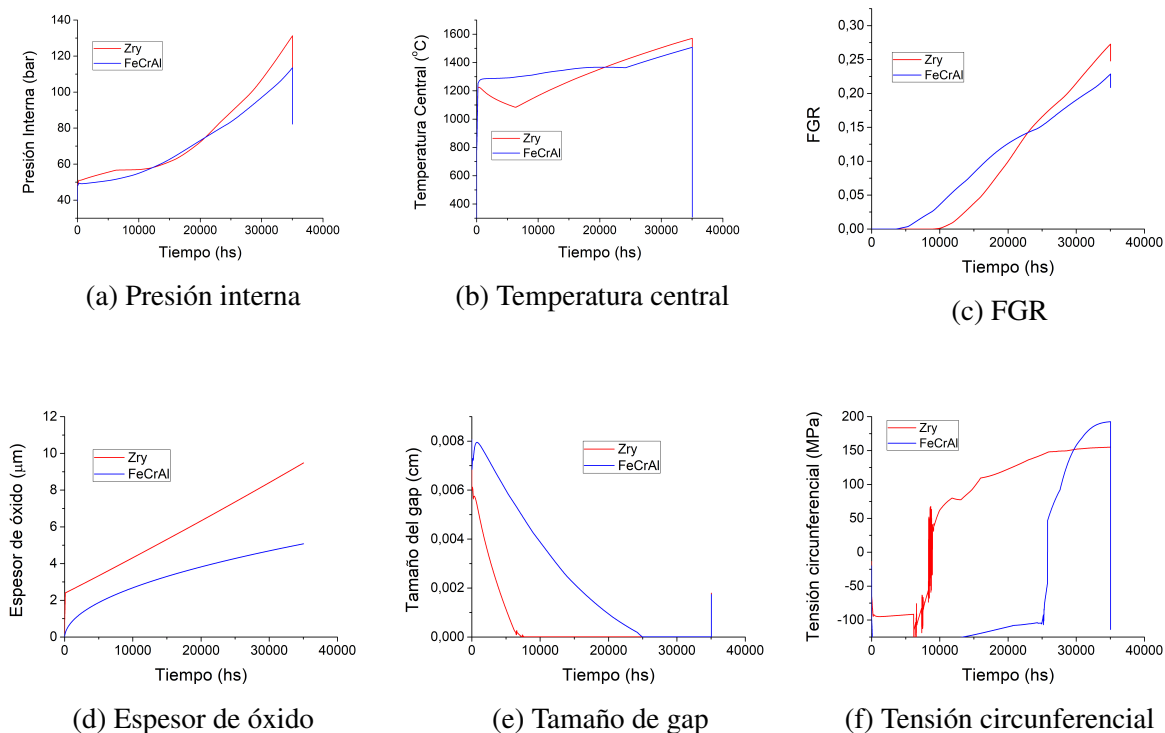 140
120
100
80
60
40
0
10000
20000
30000
40000
Presión Interna (bar)
Tiempo (hs)
Zry
FeCrAl
(a) Presión interna
1600
1400
1200
1000
800
600
400
0
10000
20000
30000
40000
Temperatura Central (°C)
Tiempo (hs)
Zry
FeCrAl
(b) Temperatura central
0,35
0,30
0,25
0,20
0,15
0,10
0,05
0,00
0
10000
20000
30000
40000
FGR
Tiempo (hs)
Zry
FeCrAl
(c) FGR
12
10
8
6
4
2
0
0
10000
20000
30000
40000
Espesor de óxido (μm)
Tiempo (hs)
Zry
FeCrAl
(d) Espesor de óxido
0,008
0,006
0,004
0,002
0,000
0
10000
20000
30000
40000
Tamaño del gap (cm)
Tiempo (hs)
Zry
FeCrAl
(e) Tamaño de gap
200
150
100
50
0
-50
-100
0
10000
20000
30000
40000
Tensión circunferencial (MPa)
Tiempo (hs)
Zry
FeCrAl
(f) Tensión circunferencial